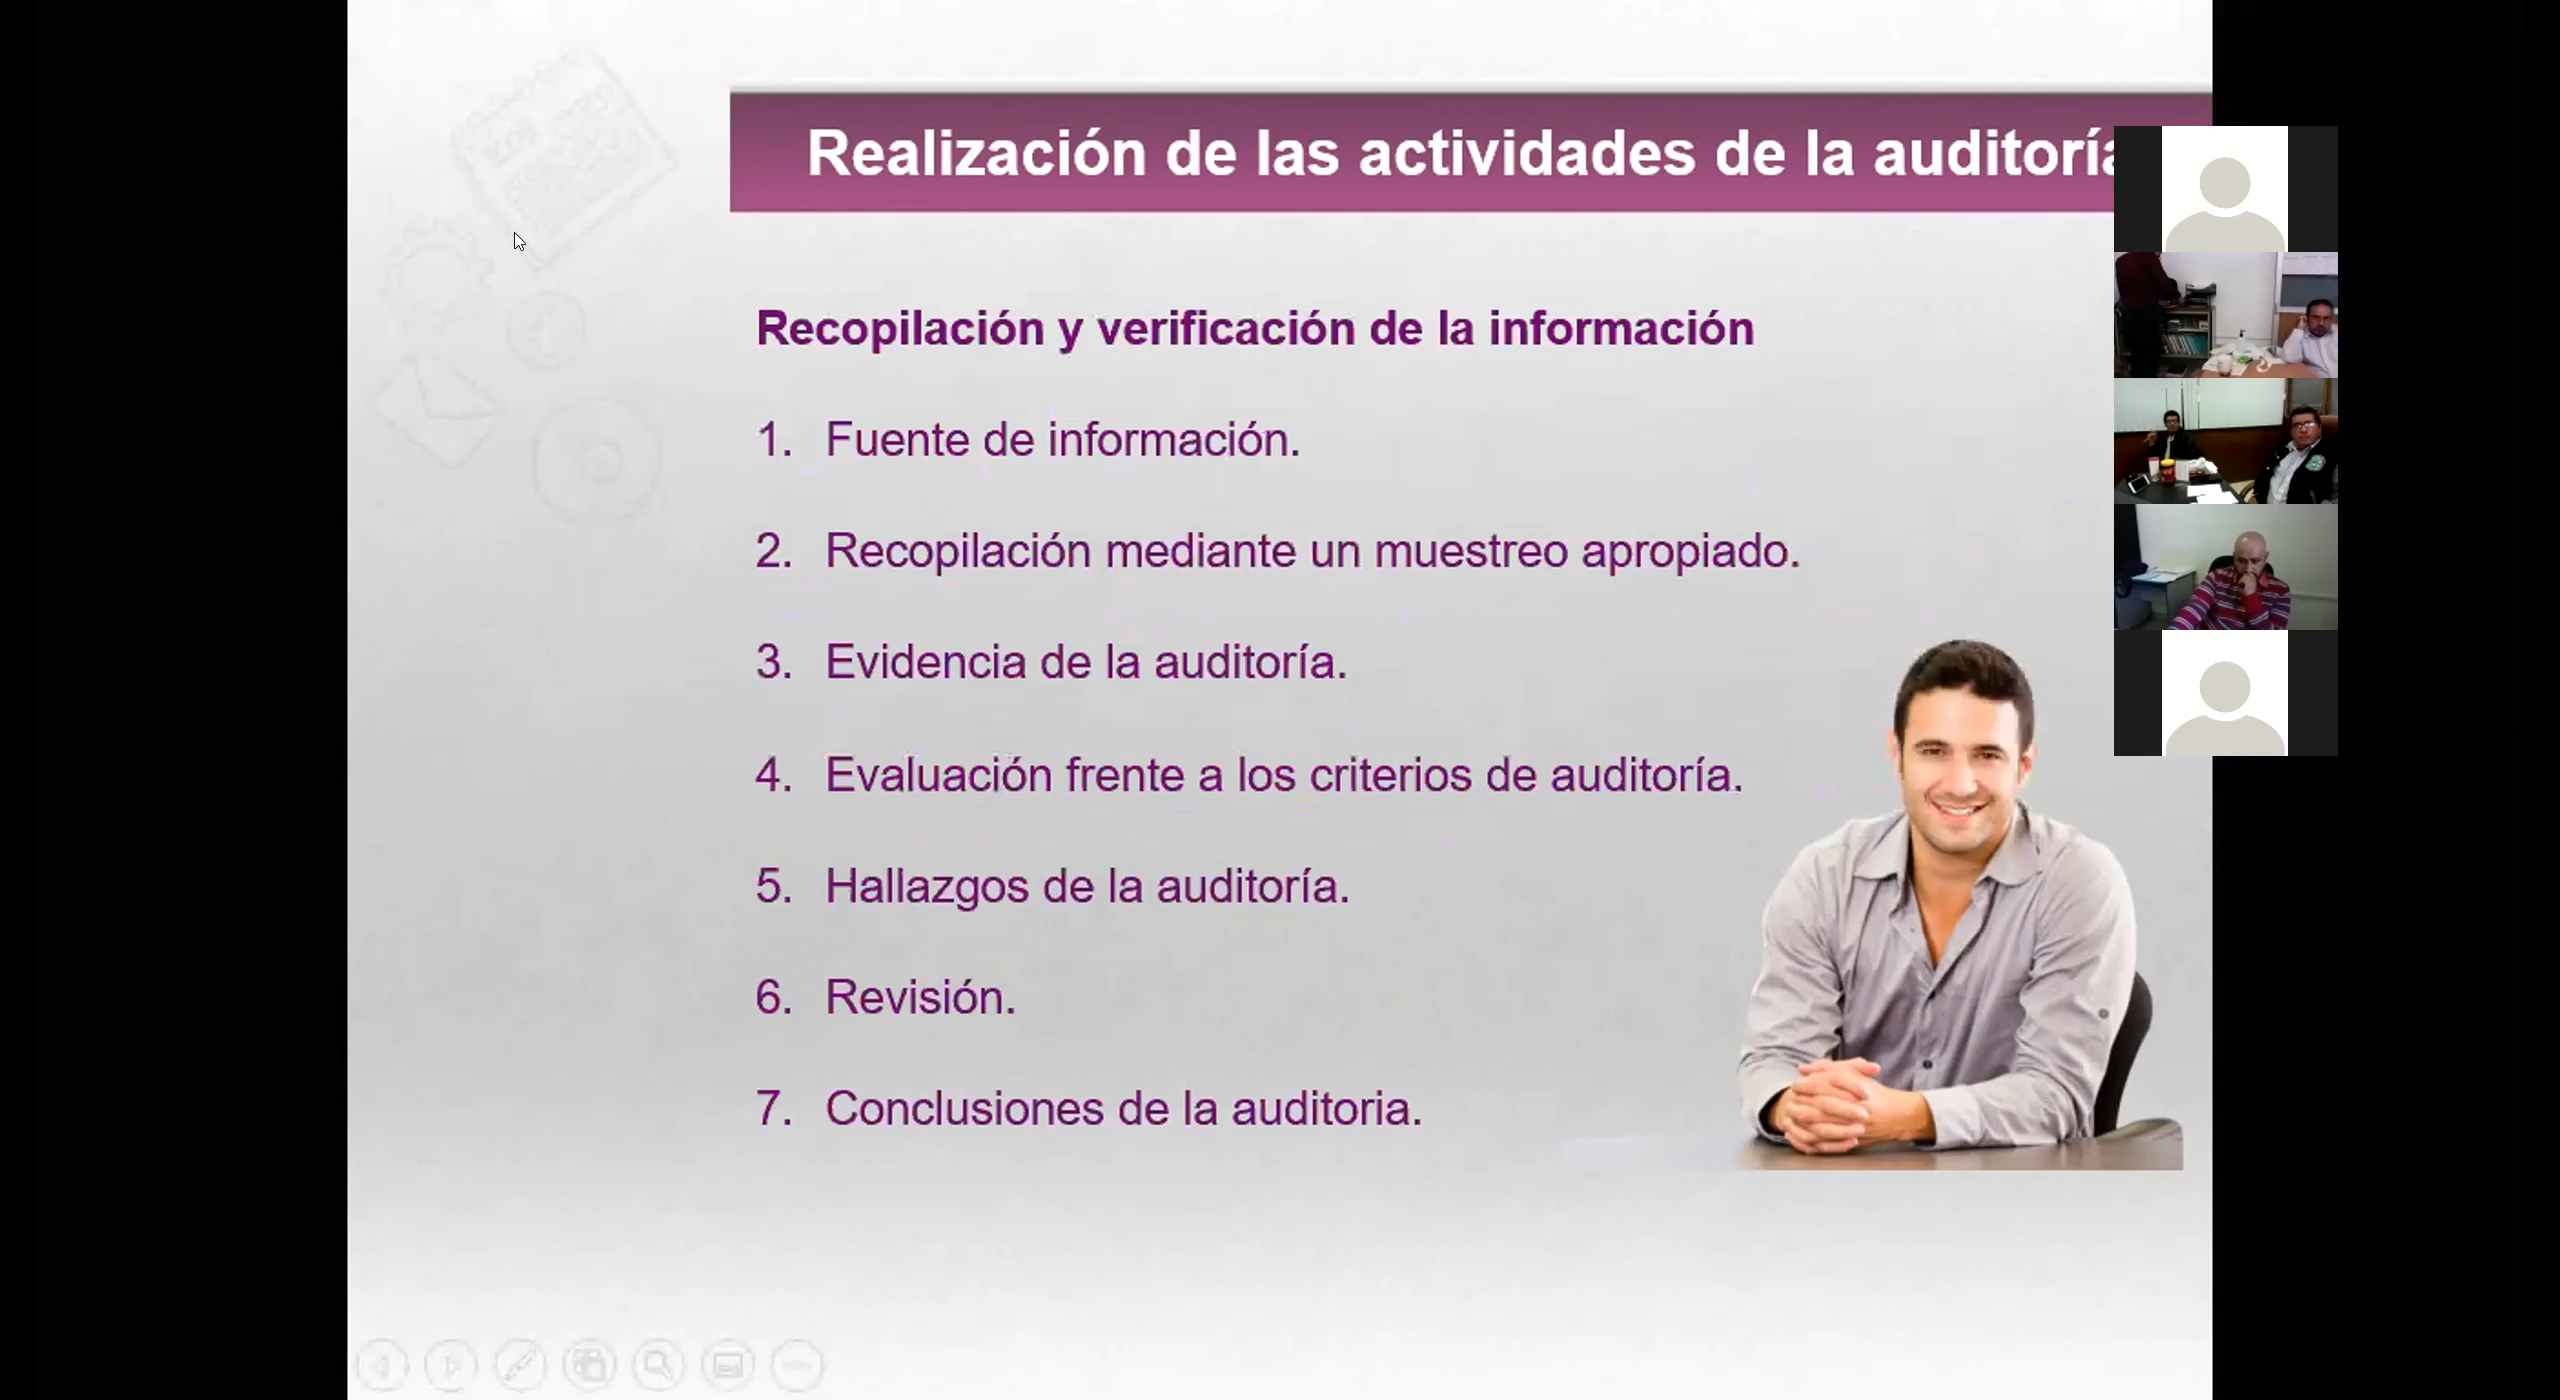 Realización de las actividades de la auditoría
Recopilación y verificación de la información
1. Fuente de información.
2. Recopilación mediante un muestreo apropiado.
3. Evidencia de la auditoría.
4. Evaluación frente a los criterios de auditoría.
5. Hallazgos de la auditoría.
6. Revisión.
7. Conclusiones de la auditoria.